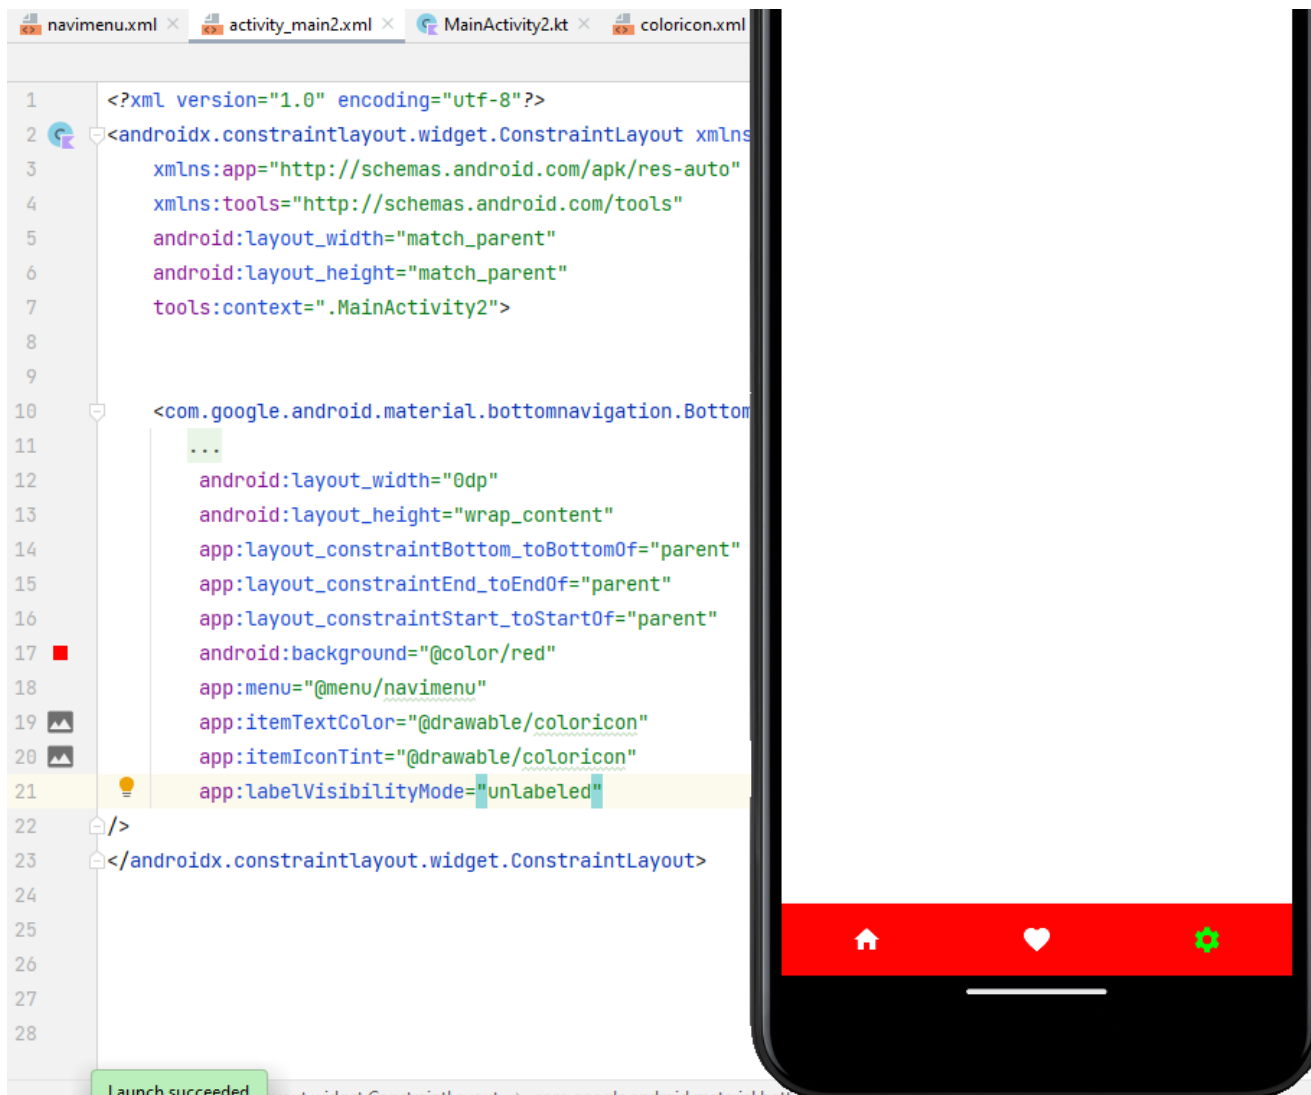 navimenu.xml activity_main2.xml MainActivity2.kt coloricon.xml
1 <?xml version="1.0" encoding="utf-8"?>
2 <androidx.constraintlayout.widget.ConstraintLayout xmlns
3 xmlns:app="http://schemas.android.com/apk/res-auto"
4 xmlns:tools="http://schemas.android.com/tools"
5 android:layout_width="match_parent"
6 android:layout_height="match_parent"
7 tools:context=".MainActivity2">
8
9
10 <com.google.android.material.bottomnavigation.Bottom
11 ...
12 android:layout_width="0dp"
13 android:layout_height="wrap_content"
14 app:layout_constraintBottom_toBottomOf="parent"
15 app:layout_constraintEnd_toEndOf="parent"
16 app:layout_constraintStart_toStartOf="parent"
17 android:background="@color/red"
18 app:menu="@menu/navimenu"
19 app:itemTextColor="@drawable/coloricon"
20 app:itemIconTint="@drawable/coloricon"
21 app:labelVisibilityMode="unlabeled"
22 />
23 </androidx.constraintlayout.widget.ConstraintLayout>
24
25
26
27
28
Launch succeeded